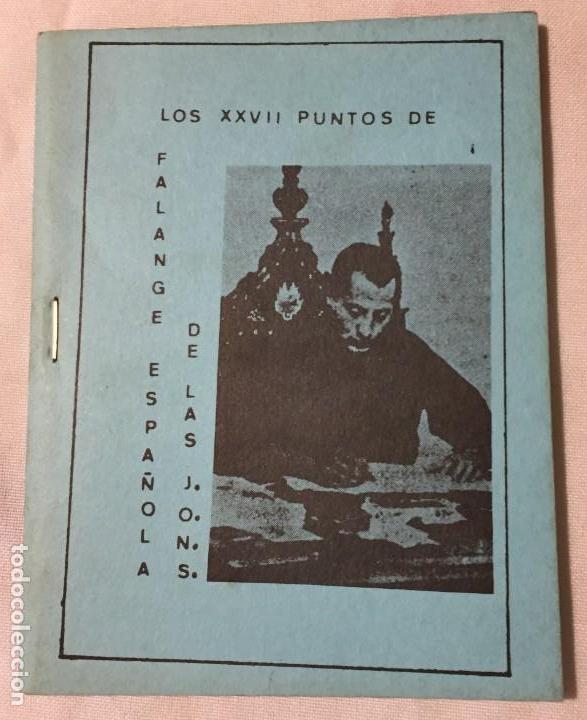 LOS XXVII PUNTOS DE
FALANGE ESPAÑOLA
DE LAS J.O.N.S.
todocoleccion